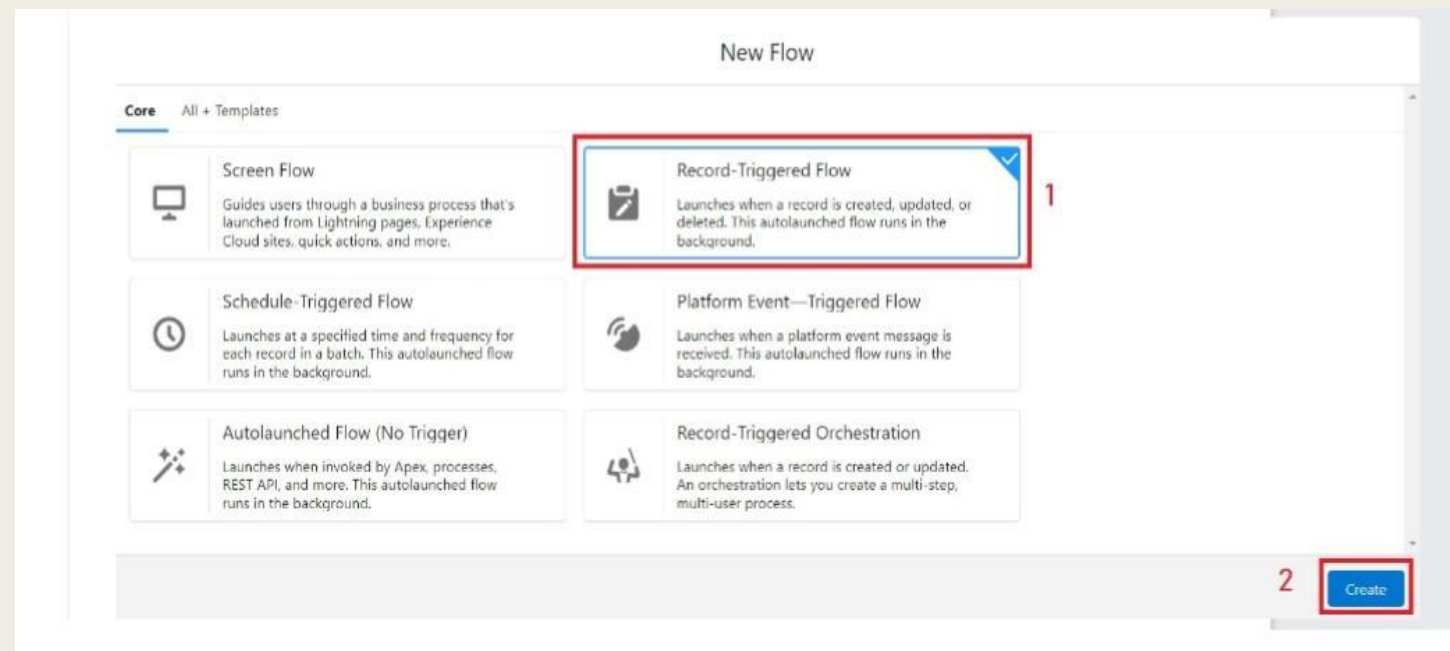 New Flow
Core All + Templates
Screen Flow
Guides users through a business process that's
launched from Lightning pages, Experience
Cloud sites, quick actions, and more.
Record-Triggered Flow
Launches when a record is created, updated, or
deleted. This autolaunched flow runs in the
background.
1
Schedule-Triggered Flow
Launches at a specified time and frequency for
each record in a batch. This autolaunched flow
runs in the background.
Platform Event—Triggered Flow
Launches when a platform event message is
received. This autolaunched flow runs in the
background.
Autolaunched Flow (No Trigger)
Launches when invoked by Apex, processes,
REST API, and more. This autolaunched flow
runs in the background.
Record-Triggered Orchestration
Launches when a record is created or updated.
An orchestration lets you create a multi-step,
multi-user process.
2
Create